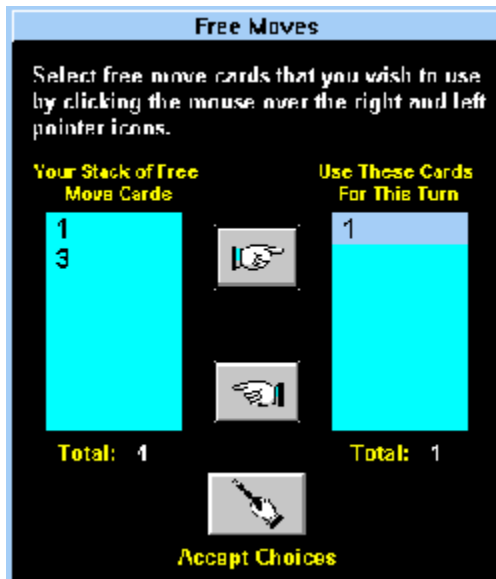 Free Moves
Select free move cards that you wish to use
by clicking the mouse over the right and left
pointer icons.
Your Stack of Free
Move Cards
1
3
Total: 4
Use These Cards
For This Turn
1
Total: 1
Accept Choices